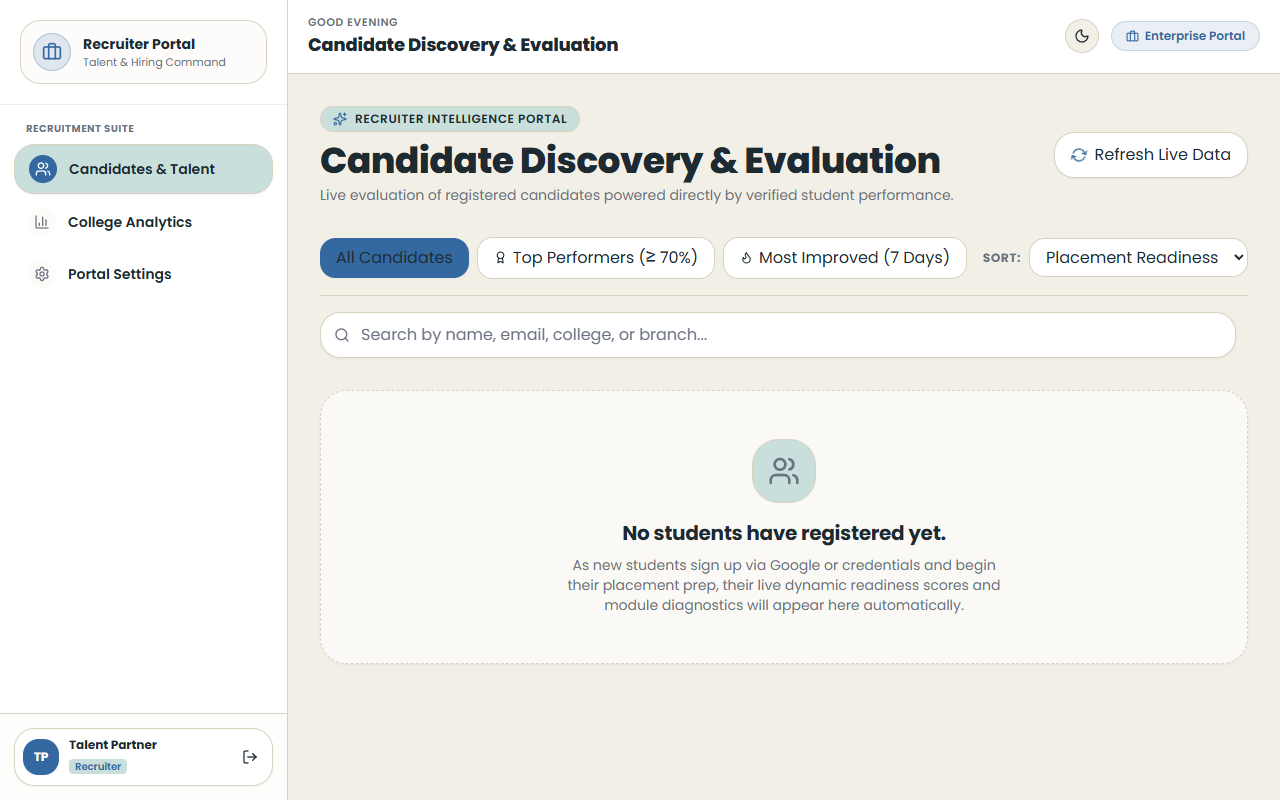 Recruiter Portal
Talent & Hiring Command
RECRUITMENT SUITE
Candidates & Talent
College Analytics
Portal Settings
TP
Talent Partner
Recruiter
GOOD EVENING
Candidate Discovery & Evaluation
Enterprise Portal
RECRUITER INTELLIGENCE PORTAL
Candidate Discovery & Evaluation
Live evaluation of registered candidates powered directly by verified student performance.
Refresh Live Data
All Candidates
Top Performers (≥ 70%)
Most Improved (7 Days)
SORT:
Placement Readiness
Search by name, email, college, or branch...
No students have registered yet.
As new students sign up via Google or credentials and begin
their placement prep, their live dynamic readiness scores and
module diagnostics will appear here automatically.